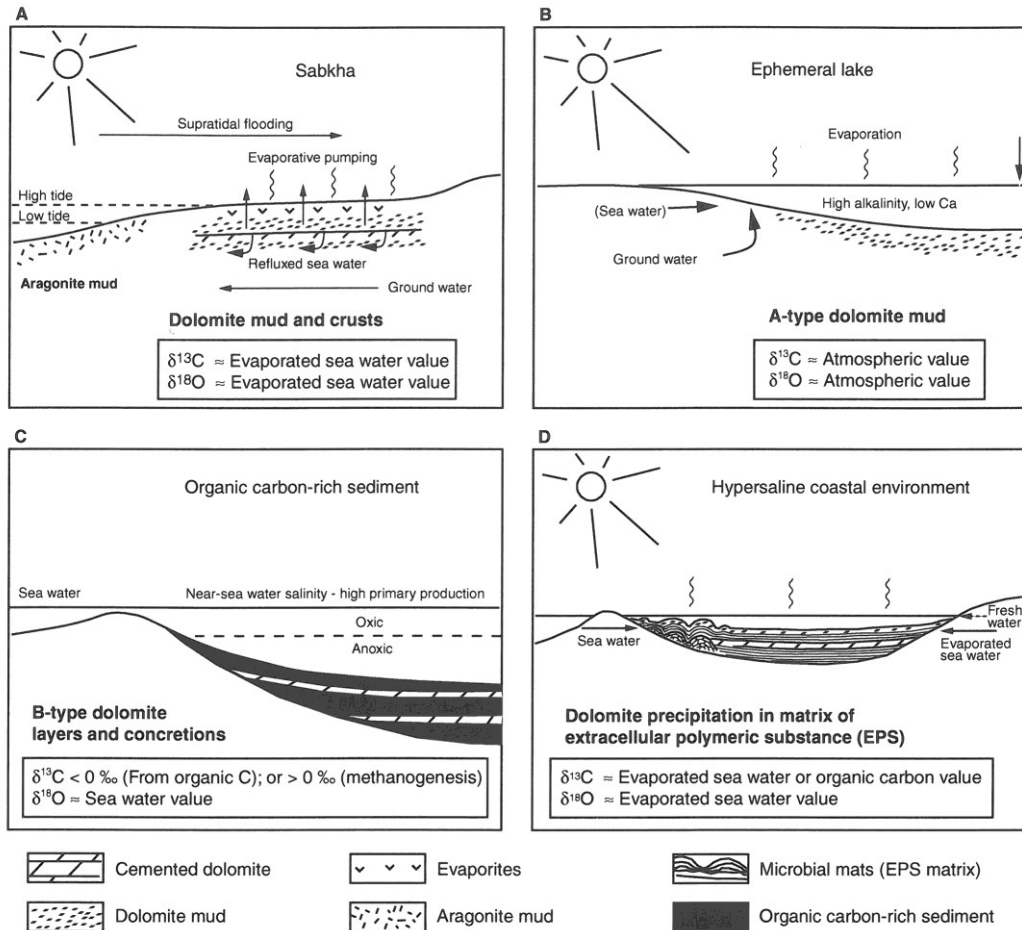 A
Sabkha
Supratidal flooding
Evaporative pumping
High tide
Low tide
Aragonite mud
Refluxed sea water
Ground water
Dolomite mud and crusts
δ¹³C ≈ Evaporated sea water value
δ¹⁸O ≈ Evaporated sea water value
B
Ephemeral lake
Evaporation
(Sea water)
High alkalinity, low Ca
Ground water
A-type dolomite mud
δ¹³C ≈ Atmospheric value
δ¹⁸O ≈ Atmospheric value
C
Organic carbon-rich sediment
Sea water
Near-sea water salinity - high primary production
Oxic
Anoxic
B-type dolomite
layers and concretions
δ¹³C < 0 ‰ (From organic C); or > 0 ‰ (methanogenesis)
δ¹⁸O ≈ Sea water value
D
Hypersaline coastal environment
Sea water
Fresh
water
Evaporated
sea water
Dolomite precipitation in matrix of
extracellular polymeric substance (EPS)
δ¹³C ≈ Evaporated sea water or organic carbon value
δ¹⁸O ≈ Evaporated sea water value
Cemented dolomite
Evaporites
Microbial mats (EPS matrix)
Dolomite mud
Aragonite mud
Organic carbon-rich sediment